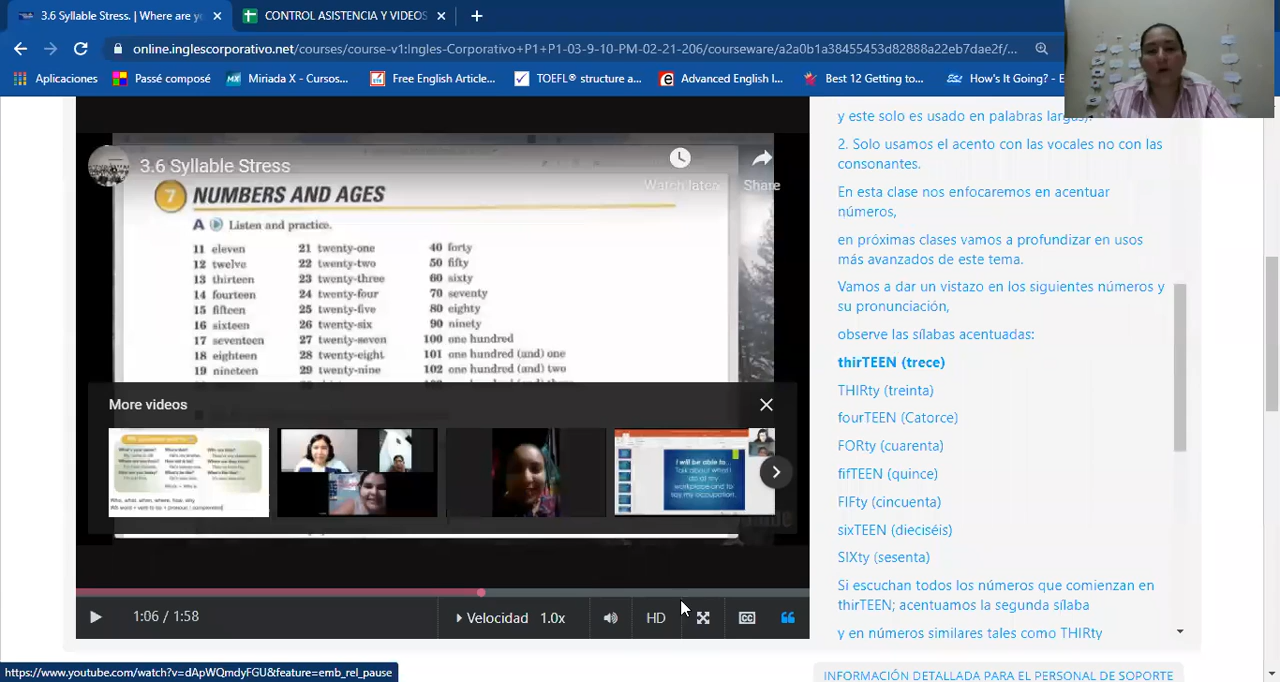 3.6 Syllable Stress. | Where are yo
CONTROL ASISTENCIA Y VIDEOS
online.inglescorporativo.net/courses/course-v1:Ingles-Corporativo+P1+P1-03-9-10-PM-02-21-206/courseware/a2a0b1a38455453d82888a22eb7dae2f/...
Aplicaciones
Passé composé
Miriada X - Cursos...
Free English Article...
TOEFL® structure a...
Advanced English l...
Best 12 Getting to...
How's It Going? - E
3.6 Syllable Stress
Watch later
Share
7 NUMBERS AND AGES
A Listen and practice.
11 eleven
12 twelve
13 thirteen
14 fourteen
15 fifteen
16 sixteen
17 seventeen
18 eighteen
19 nineteen
21 twenty-one
22 twenty-two
23 twenty-three
24 twenty-four
25 twenty-five
26 twenty-six
27 twenty-seven
28 twenty-eight
29 twenty-nine
40 forty
50 fifty
60 sixty
70 seventy
80 eighty
90 ninety
100 one hundred
101 one hundred (and) one
102 one hundred (and) two
More videos
I will be able to...
Talk about what I
do at my
workplace and to
say my occupation.
1:06 / 1:58
Velocidad 1.0x
HD
CC
y este solo es usado en palabras largas).
2. Solo usamos el acento con las vocales no con las
consonantes.
En esta clase nos enfocaremos en acentuar
números,
en próximas clases vamos a profundizar en usos
más avanzados de este tema.
Vamos a dar un vistazo en los siguientes números y
su pronunciación,
observe las sílabas acentuadas:
thirTEEN (trece)
THIRty (treinta)
fourTEEN (Catorce)
FORty (cuarenta)
fifTEEN (quince)
FIFty (cincuenta)
sixTEEN (dieciséis)
SIXty (sesenta)
Si escuchan todos los números que comienzan en
thirTEEN; acentuamos la segunda sílaba
y en números similares tales como THIRty
INFORMACIÓN DETALLADA PARA EL PERSONAL DE SOPORTE
https://www.youtube.com/watch?v=dApWQmdyFGU&feature=emb_rel_pause